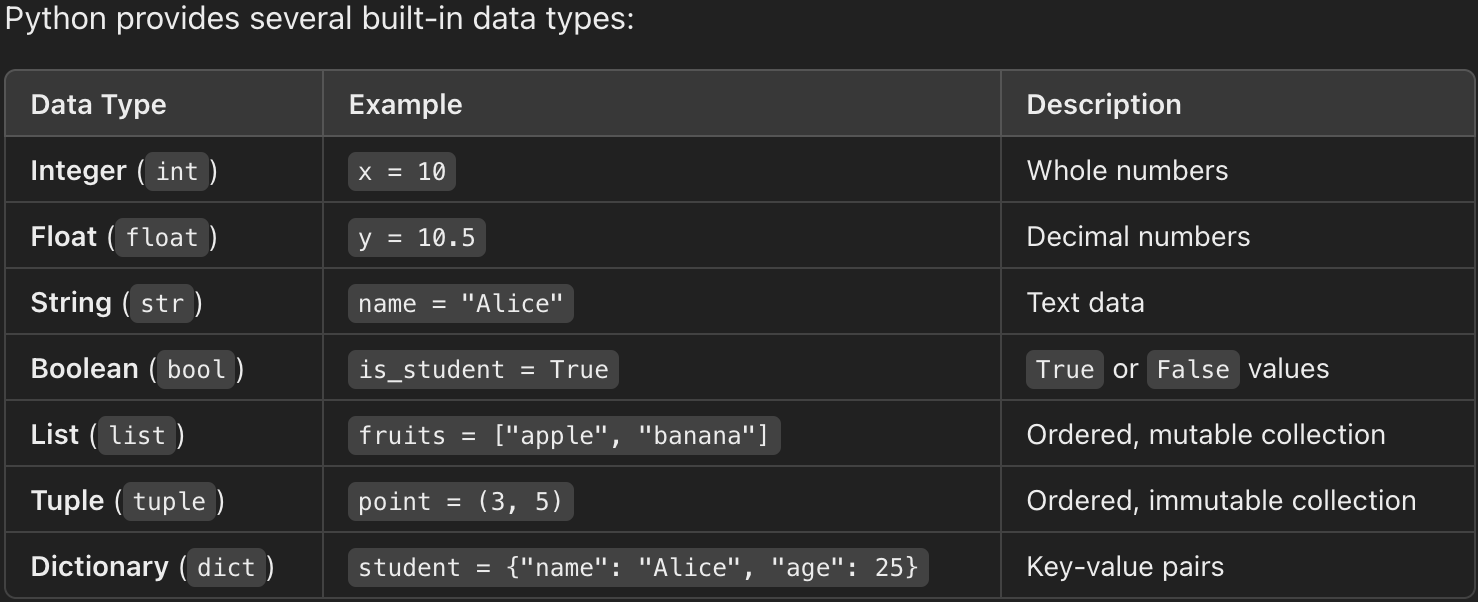 Python provides several built-in data types:
Data Type Example Description
Integer (int) x = 10 Whole numbers
Float (float) y = 10.5 Decimal numbers
String (str) name = "Alice" Text data
Boolean (bool) is_student = True True or False values
List (list) fruits = ["apple", "banana"] Ordered, mutable collection
Tuple (tuple) point = (3, 5) Ordered, immutable collection
Dictionary (dict) student = {"name": "Alice", "age": 25} Key-value pairs